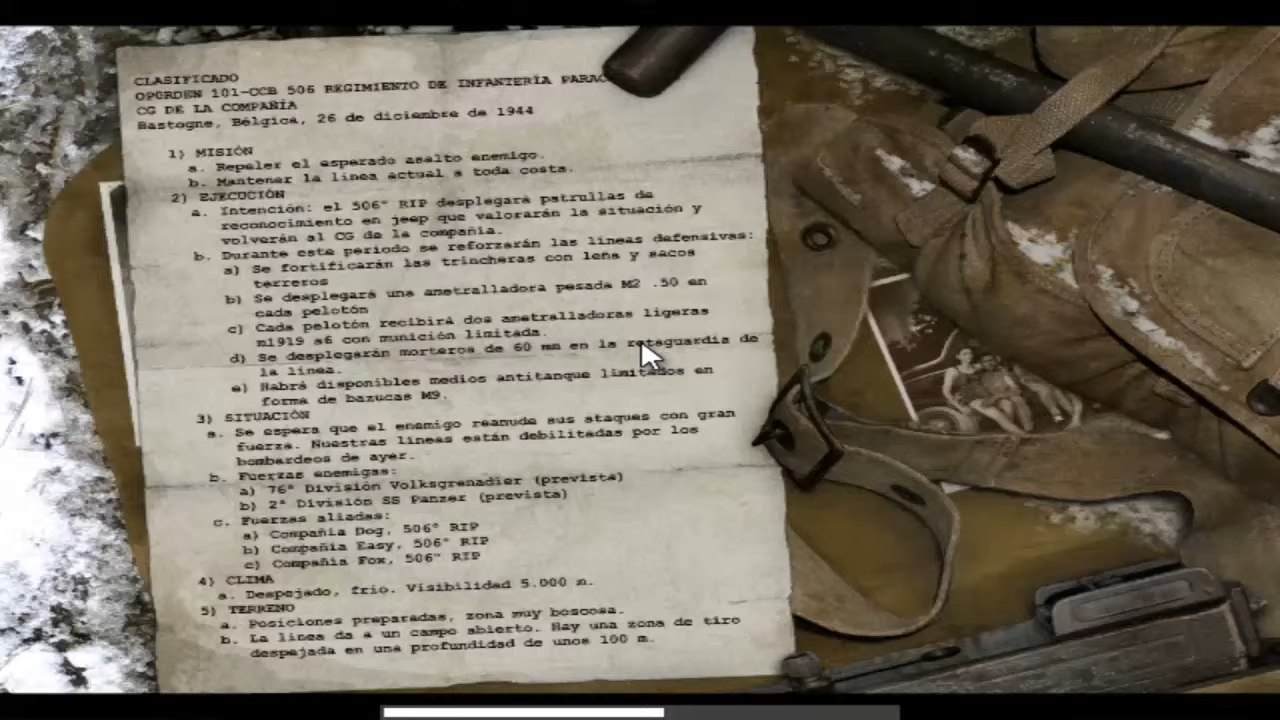 CLASIFICADO
OPORDEN 101-CCB 506 REGIMIENTO DE INFANTERÍA PARAC
CG DE LA COMPAÑÍA
Bastogne, Bélgica, 26 de diciembre de 1944
1) MISIÓN
a. Repeler el esperado asalto enemigo.
b. Mantener la línea actual a toda costa.
2) EJECUCIÓN
a. Intención: el 506º RIP desplegará patrullas de
reconocimiento en jeep que valorarán la situación y
volverán al CG de la compañía.
b. Durante este periodo se reforzarán las líneas defensivas:
a) Se fortificarán las trincheras con leña y sacos
terreros
b) Se desplegará una ametralladora pesada M2 .50 en
cada pelotón
c) Cada pelotón recibirá dos ametralladoras ligeras
m1919 a6 con munición limitada.
d) Se desplegarán morteros de 60 mm en la retaguardia de
la línea.
e) Habrá disponibles medios antitanque limitados en
forma de bazucas M9.
3) SITUACIÓN
a. Se espera que el enemigo reanude sus ataques con gran
fuerza. Nuestras líneas están debilitadas por los
bombardeos de ayer.
b. Fuerzas enemigas:
a) 76ª División Volksgrenadier (prevista)
b) 2ª División SS Panzer (prevista)
c. Fuerzas aliadas:
a) Compañía Dog, 506º RIP
b) Compañía Easy, 506º RIP
c) Compañía Fox, 506º RIP
4) CLIMA
a. Despejado, frío. Visibilidad 5.000 m.
5) TERRENO
a. Posiciones preparadas, zona muy boscosa.
b. La línea da a un campo abierto. Hay una zona de tiro
despejada en una profundidad de unos 100 m.